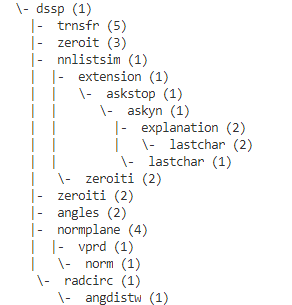 \- dssp (1)
|- trnsfr (5)
|- zeroit (3)
|- nnlistsim (1)
| |- extension (1)
| | \- askstop (1)
| | \- askyn (1)
| | |- explanation (2)
| | | \- lastchar (2)
| | \- lastchar (1)
| \- zeroiti (2)
|- zeroiti (2)
|- angles (2)
|- normplane (4)
| |- vprd (1)
| \- norm (1)
\- radcirc (1)
\- angdistw (1)